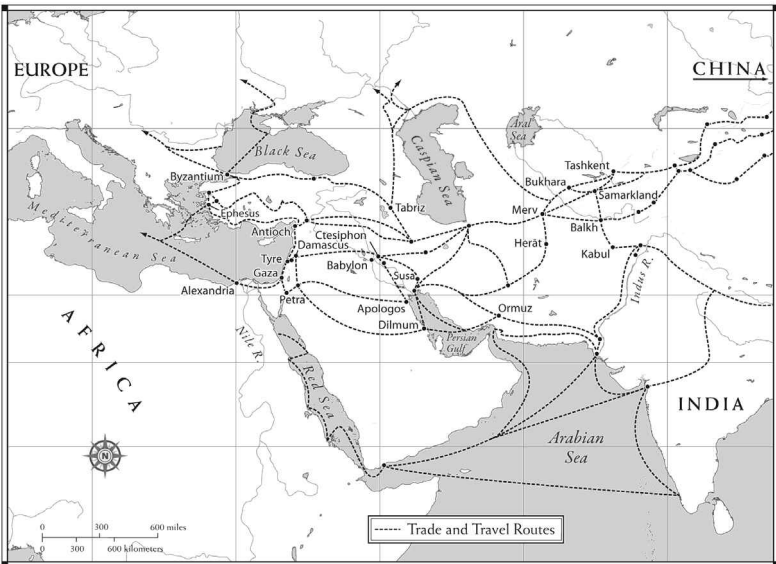 EUROPE
CHINA
Black Sea
Caspian Sea
Aral Sea
Tashkent
Byzantium
Bukhara
Samarkland
Mediterranean Sea
Ephesus
Tabriz
Merv
Antioch
Ctesiphon
Balkh
Damascus
Herāt
Kabul
Tyre
Babylon
Gaza
Susa
Indus R.
Alexandria
Petra
Apologos
Ormuz
Dilmum
Persian Gulf
AFRICA
Nile R.
Red Sea
INDIA
Arabian Sea
N
0 300 600 miles
0 300 600 kilometers
Trade and Travel Routes